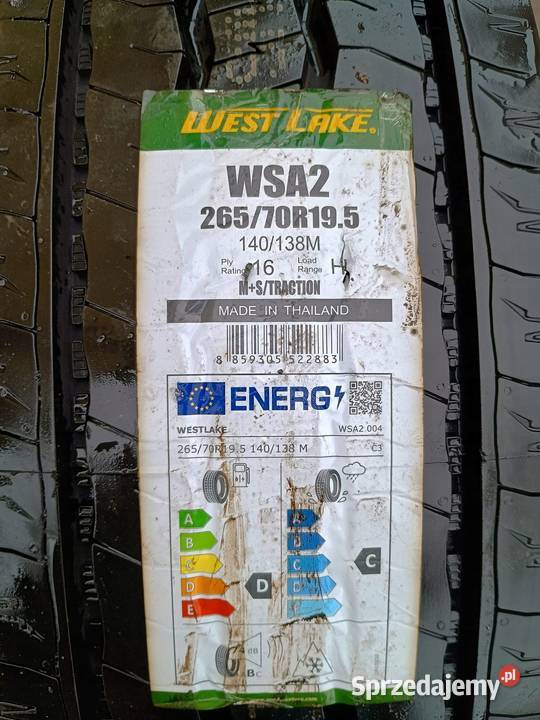 WEST LAKE®
WSA2
265/70R19.5
140/138M
Ply Rating 16 Load Range H
M+S/TRACTION
MADE IN THAILAND
8 859305 522883
ENERG
WESTLAKE WSA2 004
265/70R19.5 140/138 M C3
A A
B B
C C C
D D D
E E
dB
B C
Sprzedajemy.pl